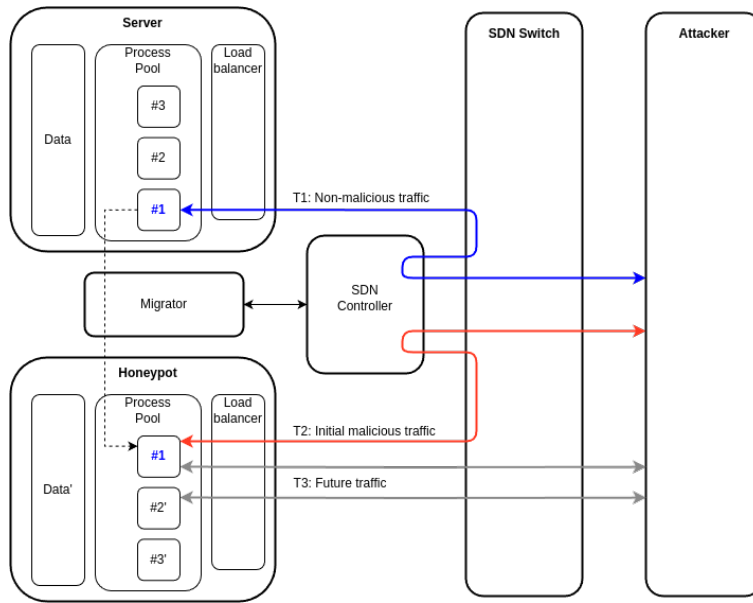 Server
SDN Switch
Attacker
Process
Pool
Load
balancer
Data
#3
#2
#1
T1: Non-malicious traffic
Migrator
SDN
Controller
Honeypot
Process
Pool
Load
balancer
T2: Initial malicious traffic
Data'
#1
#2'
#3'
T3: Future traffic